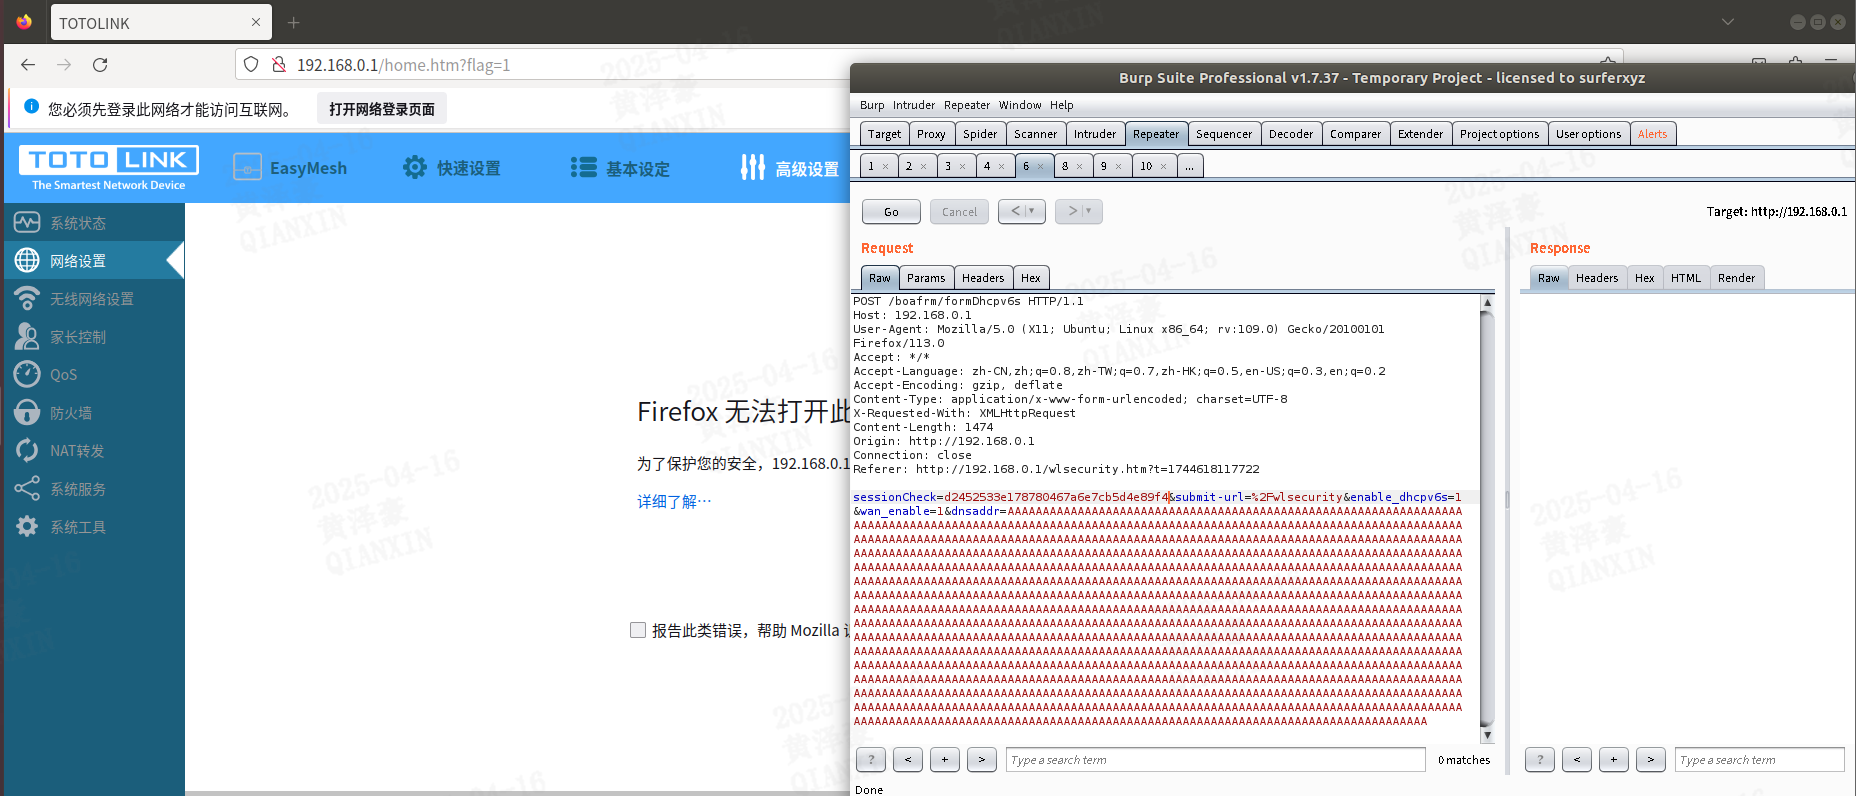 TOTOLINK
192.168.0.1/home.htm?flag=1
您必须先登录此网络才能访问互联网。 打开网络登录页面
TOTO LINK
The Smartest Network Device
EasyMesh 快速设置 基本设定 高级设置
系统状态
网络设置
无线网络设置
家长控制
QoS
防火墙
NAT转发
系统服务
系统工具
Firefox 无法打开此
为了保护您的安全，192.168.0.1
详细了解…
报告此类错误，帮助 Mozilla
Burp Suite Professional v1.7.37 - Temporary Project - licensed to surferxyz
Burp Intruder Repeater Window Help
Target Proxy Spider Scanner Intruder Repeater Sequencer Decoder Comparer Extender Project options User options Alerts
1 × 2 × 3 × 4 × 6 × 8 × 9 × 10 × ...
Go Cancel < > Target: http://192.168.0.1
Request
Raw Params Headers Hex
POST /boafrm/formDhcpv6s HTTP/1.1
Host: 192.168.0.1
User-Agent: Mozilla/5.0 (X11; Ubuntu; Linux x86_64; rv:109.0) Gecko/20100101
Firefox/113.0
Accept: */*
Accept-Language: zh-CN,zh;q=0.8,zh-TW;q=0.7,zh-HK;q=0.5,en-US;q=0.3,en;q=0.2
Accept-Encoding: gzip, deflate
Content-Type: application/x-www-form-urlencoded; charset=UTF-8
X-Requested-With: XMLHttpRequest
Content-Length: 1474
Origin: http://192.168.0.1
Connection: close
Referer: http://192.168.0.1/wlsecurity.htm?t=1744618117722
sessionCheck=d2452533e178780467a6e7cb5d4e89f4&submit-url=%2Fwlsecurity&enable_dhcpv6s=1
&wan_enable=1&dnsaddr=
? < + > Type a search term 0 matches
Done
Response
Raw Headers Hex HTML Render
? < + > Type a search term
2025-04-16
黄泽豪
QIANXIN